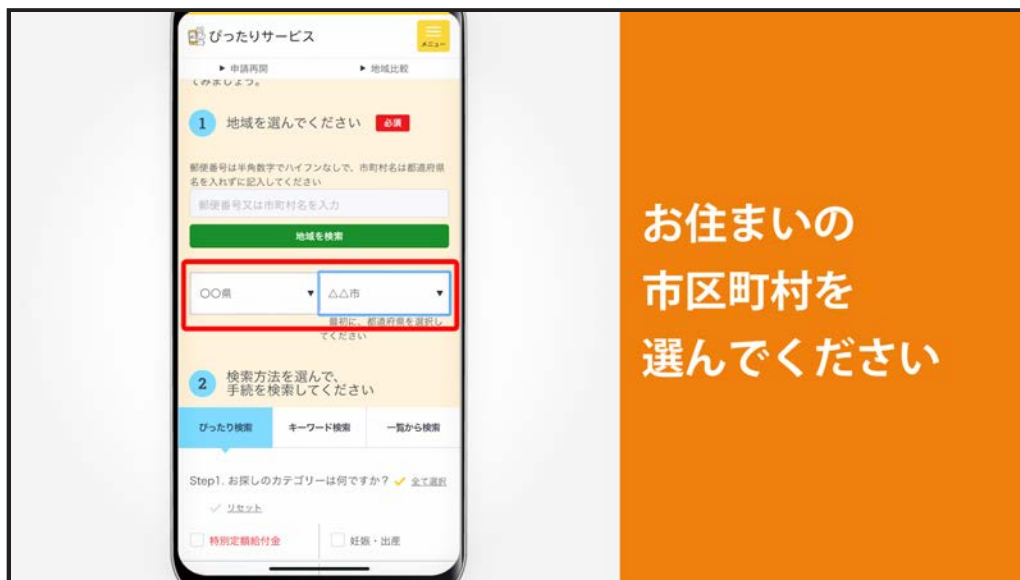 ぴったりサービス
メニュー
▶ 申請再開
▶ 地域比較
てみましょう。
1 地域を選んでください 必須
郵便番号は半角数字でハイフンなしで、市町村名は都道府県
名を入れずに記入してください
郵便番号又は市町村名を入力
地域を検索
〇〇県 ▼
△△市 ▼
最初に、都道府県を選択し
てください
2 検索方法を選んで、
手続を検索してください
ぴったり検索
キーワード検索
一覧から検索
Step1. お探しのカテゴリーは何ですか？ 全て選択
リセット
特別定額給付金
妊娠・出産
お住まいの
市区町村を
選んでください